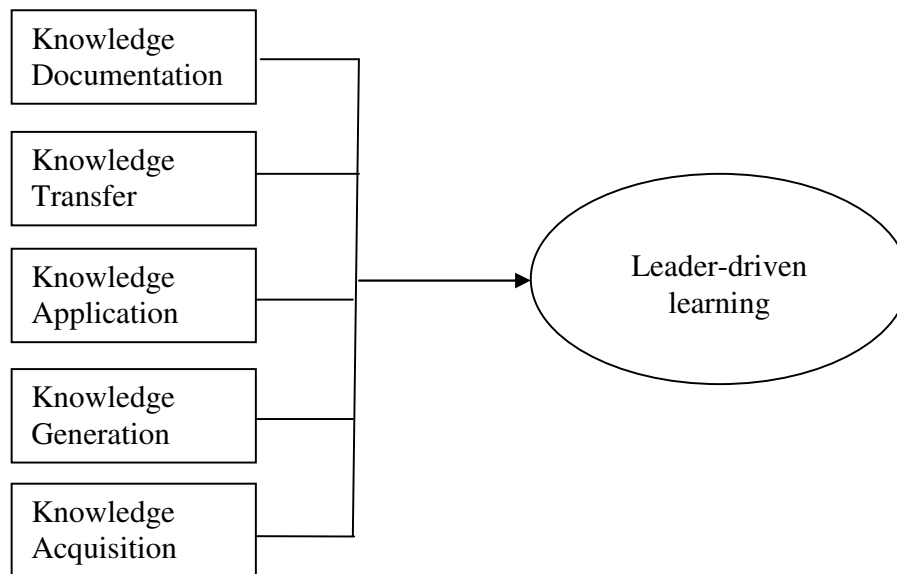 Knowledge
Documentation
Knowledge
Transfer
Knowledge
Application
Knowledge
Generation
Knowledge
Acquisition
Leader-driven
learning